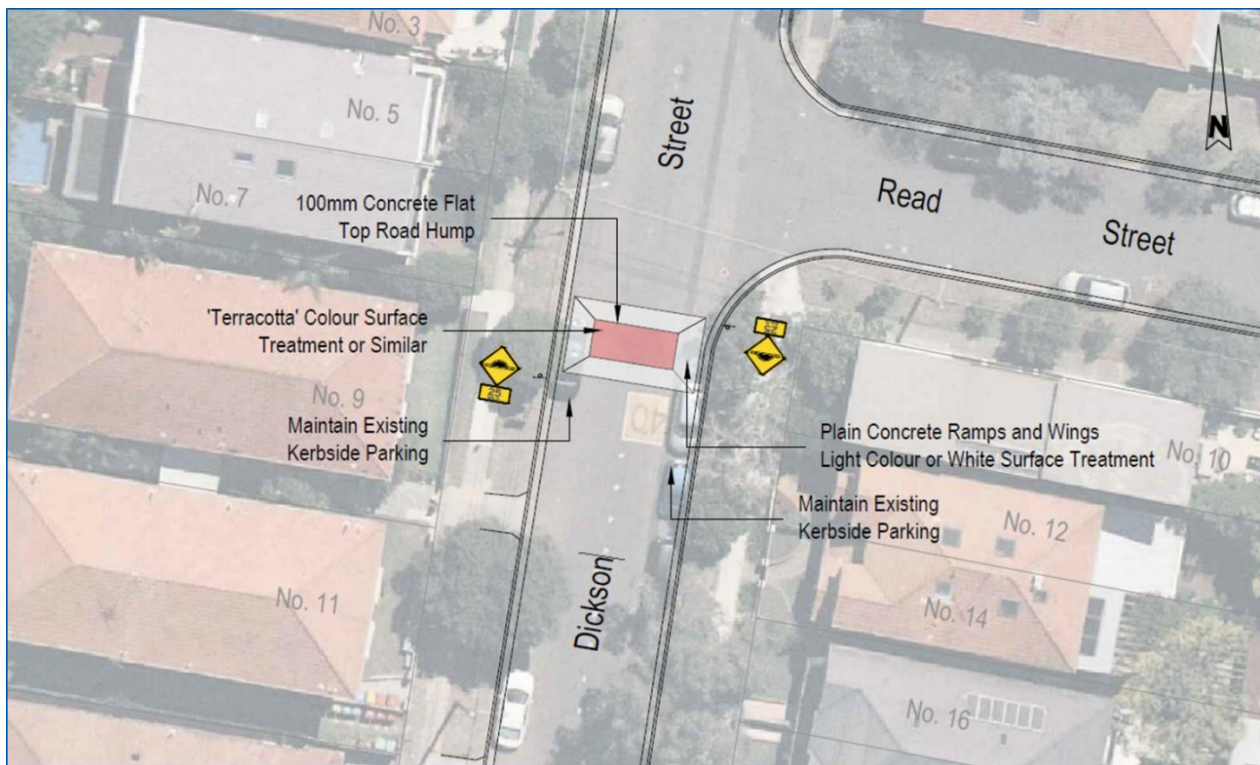 No. 3
No. 5
No. 7
Street
Read
Street
N
100mm Concrete Flat
Top Road Hump
'Terracotta' Colour Surface
Treatment or Similar
25
25
No. 9
Maintain Existing
Kerbside Parking
40
Plain Concrete Ramps and Wings
Light Colour or White Surface Treatment
No. 10
Maintain Existing
Kerbside Parking
No. 12
No. 11
Dickson
No. 14
No. 16